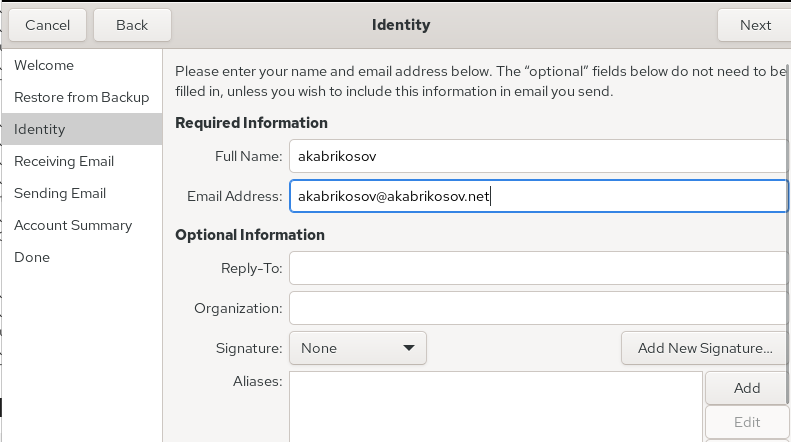 Cancel Back Identity Next
Welcome
Restore from Backup
Identity
Receiving Email
Sending Email
Account Summary
Done
Please enter your name and email address below. The “optional” fields below do not need to be
filled in, unless you wish to include this information in email you send.
Required Information
Full Name: akabrikosov
Email Address: akabrikosov@akabrikosov.net
Optional Information
Reply-To:
Organization:
Signature: None Add New Signature...
Aliases: Add
Edit